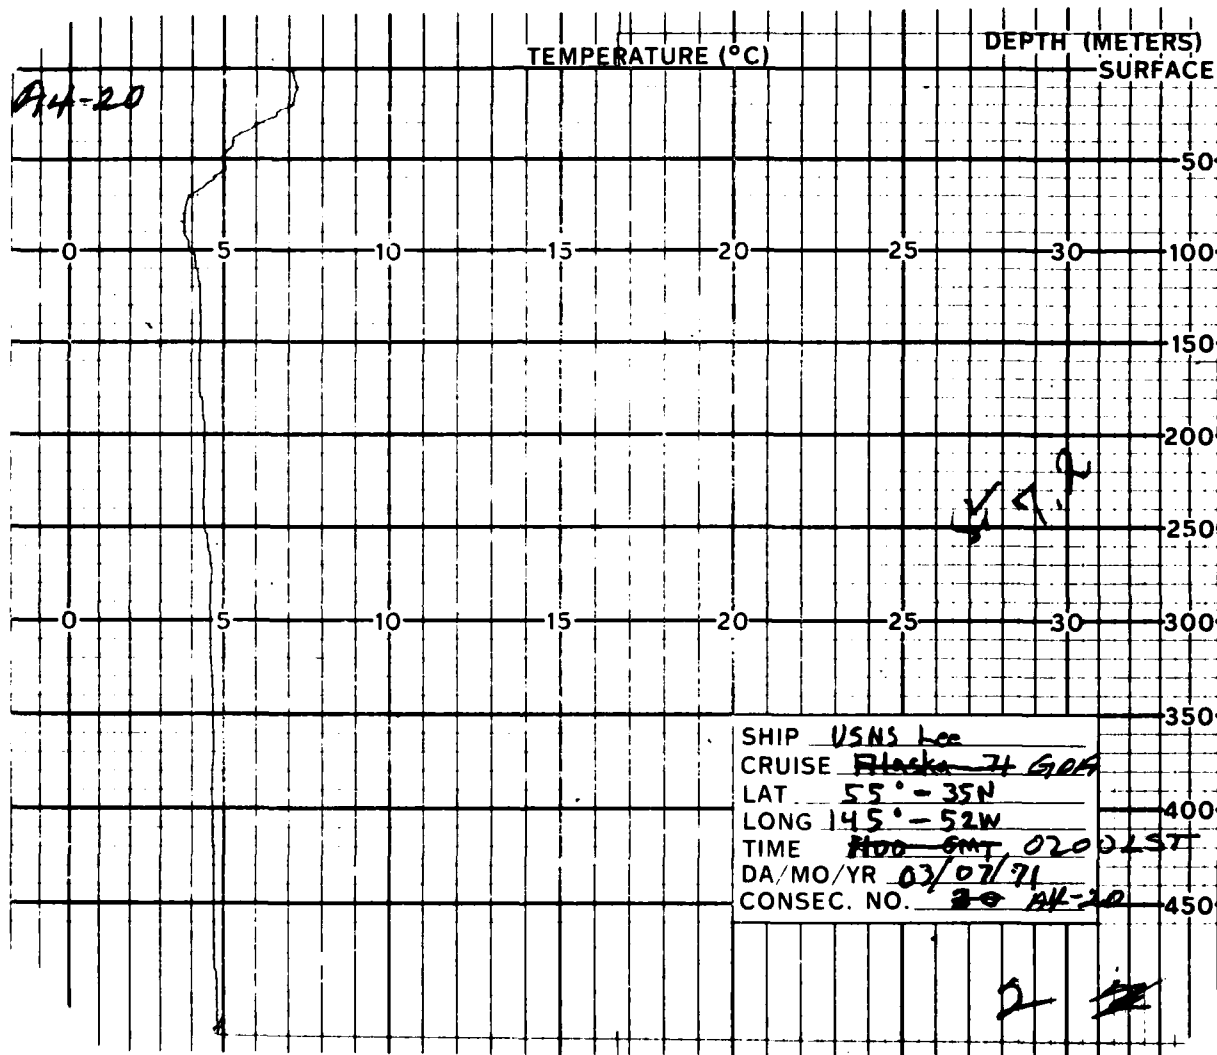 TEMPERATURE (°C)
DEPTH (METERS)
SURFACE
A4-20
50
0 5 10 15 20 25 30 100
150
200
250
0 5 10 15 20 25 30 300
350
SHIP USNS Lee
CRUISE Alaska 71 GOA
LAT 55° - 35N
400
LONG 145° - 52W
TIME 1100 GMT 0200 LST
DA/MO/YR 03/07/71
CONSEC. NO. 20 A4-20
450
2